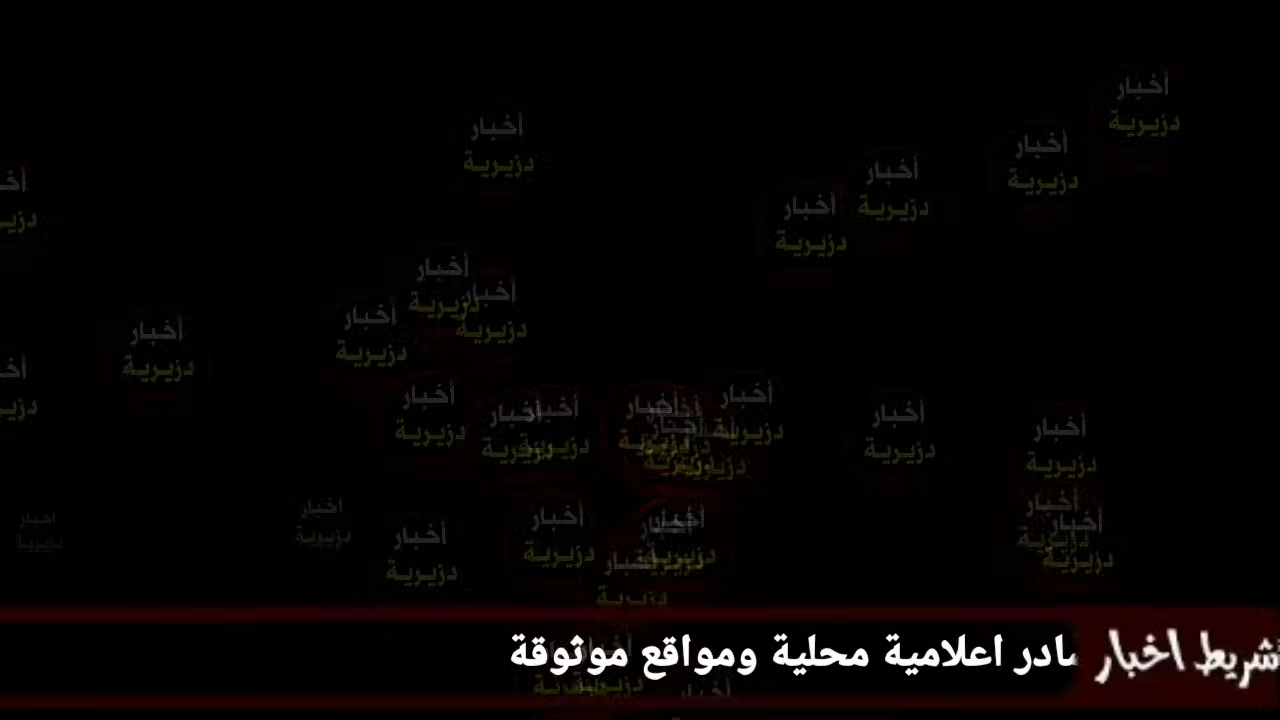 أخبار
دزيرية
شريط اخبار
ادر اعلامية محلية ومواقع موثوقة